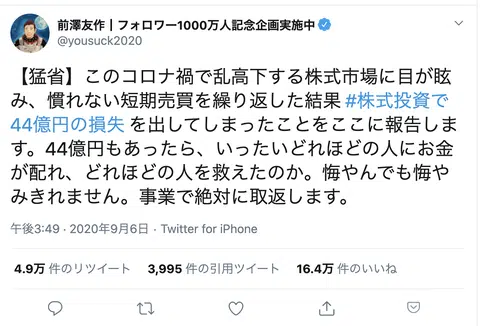 前澤友作┃フォロワー1000万人記念企画実施中
@yousuck2020
【猛省】このコロナ禍で乱高下する株式市場に目が眩
み、慣れない短期売買を繰り返した結果 #株式投資で
44億円の損失 を出してしまったことをここに報告しま
す。44億円もあったら、いったいどれほどの人にお金
が配れ、どれほどの人を救えたのか。悔やんでも悔や
みきれません。事業で絶対に取返します。
午後3:49 · 2020年9月6日 · Twitter for iPhone
4.9万 件のリツイート 3,995 件の引用ツイート 16.4万 件のいいね